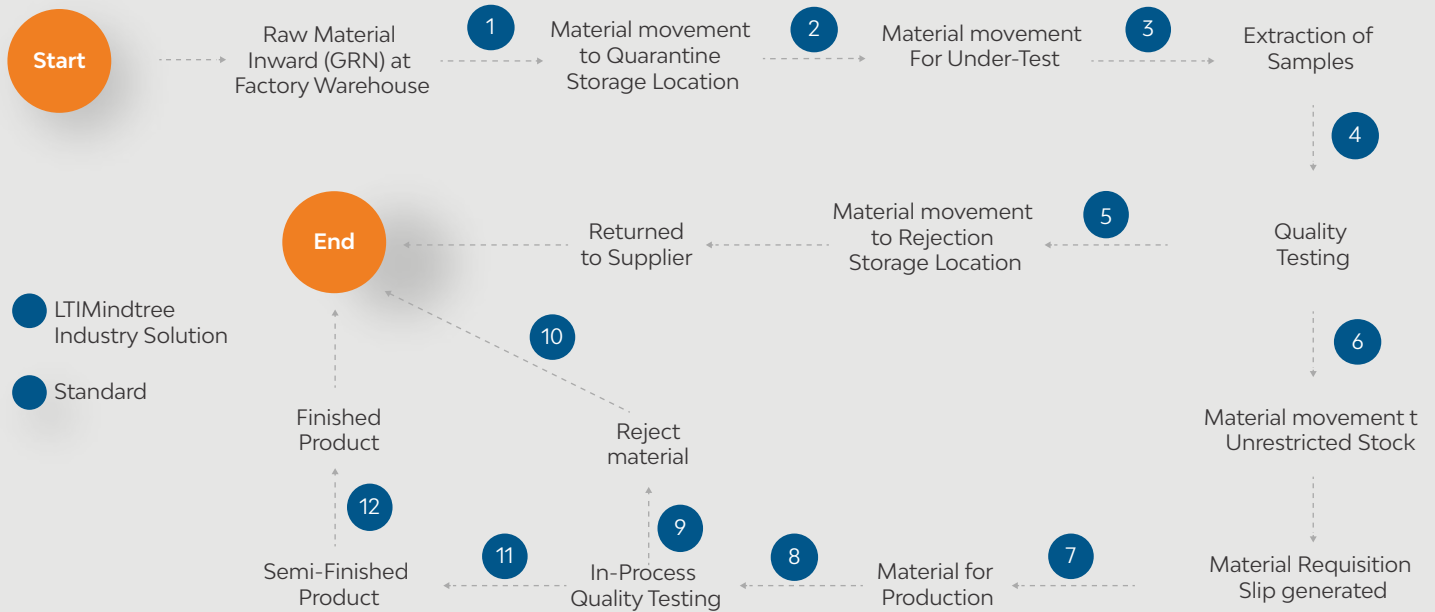 Start
Raw Material
Inward (GRN) at
Factory Warehouse
1
Material movement
to Quarantine
Storage Location
2
Material movement
For Under-Test
3
Extraction of
Samples
4
End
Returned
to Supplier
Material movement
to Rejection
Storage Location
5
Quality
Testing
LTIMindtree
Industry Solution
Standard
10
6
Finished
Product
Reject
material
Material movement t
Unrestricted Stock
12
9
11
8
7
Semi-Finished
Product
In-Process
Quality Testing
Material for
Production
Material Requisition
Slip generated